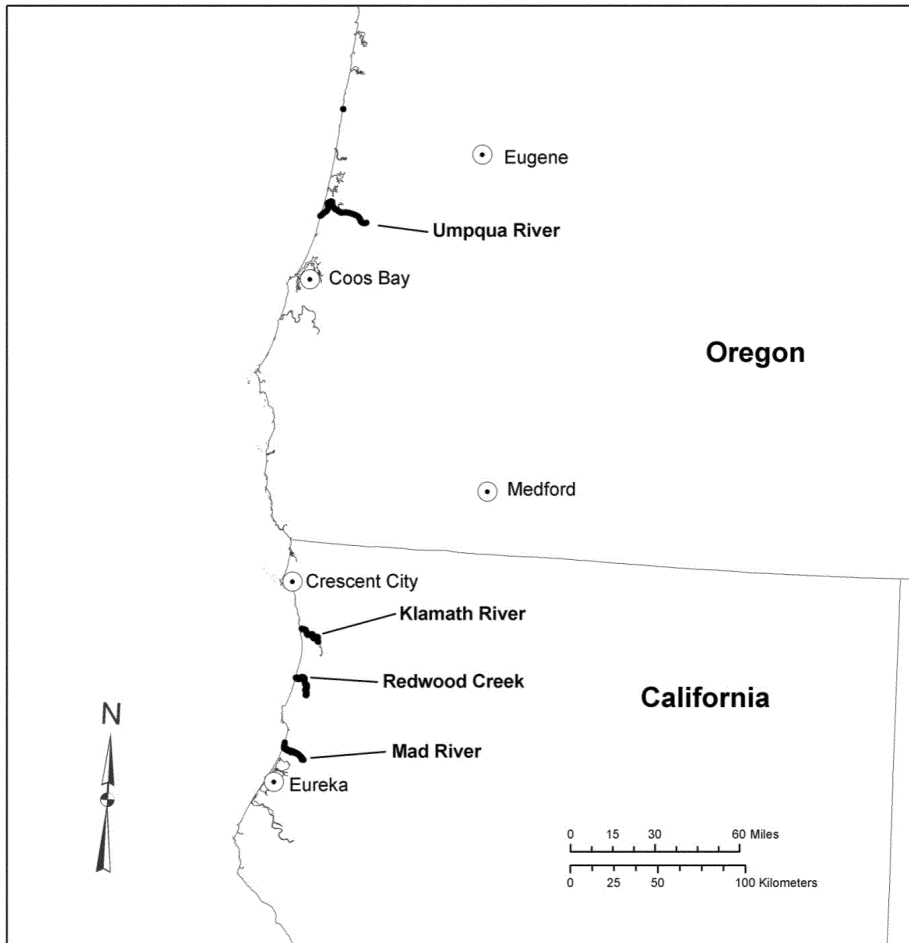 Eugene
Umpqua River
Coos Bay
Oregon
Medford
Crescent City
Klamath River
Redwood Creek
California
N
Mad River
Eureka
0 15 30 60 Miles
0 25 50 100 Kilometers